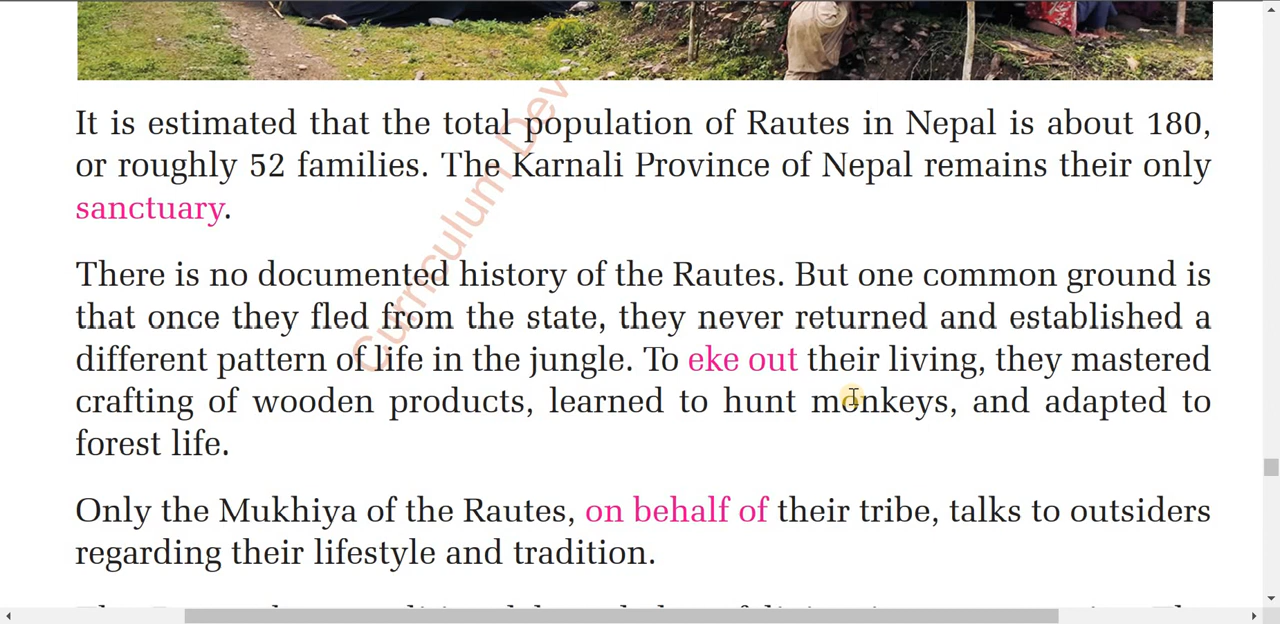 It is estimated that the total population of Rautes in Nepal is about 180,
or roughly 52 families. The Karnali Province of Nepal remains their only
sanctuary.
There is no documented history of the Rautes. But one common ground is
that once they fled from the state, they never returned and established a
different pattern of life in the jungle. To eke out their living, they mastered
crafting of wooden products, learned to hunt monkeys, and adapted to
forest life.
Only the Mukhiya of the Rautes, on behalf of their tribe, talks to outsiders
regarding their lifestyle and tradition.
Curriculum Dev